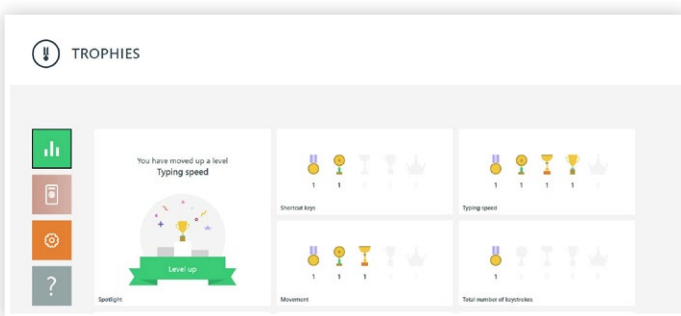 TROPHIES
You have moved up a level
Typing speed
Level up
Spotlight
1 1
Shortcut keys
1 1 1 1
Typing speed
1 1 1
Movement
1
Total number of keystrokes
?